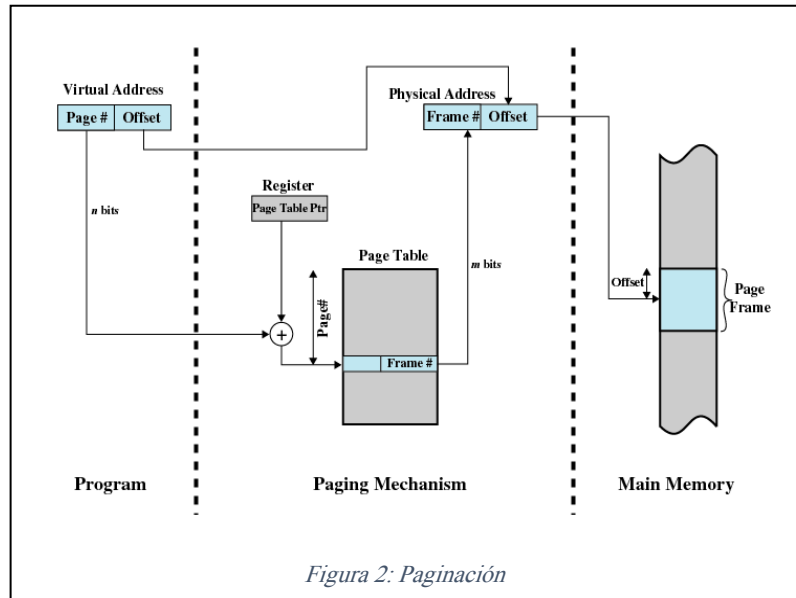 Virtual Address
Page # Offset
n bits
Register
Page Table Ptr
Page Table
Page#
+
Frame #
m bits
Physical Address
Frame # Offset
Offset
Page
Frame
Program
Paging Mechanism
Main Memory
Figura 2: Paginación